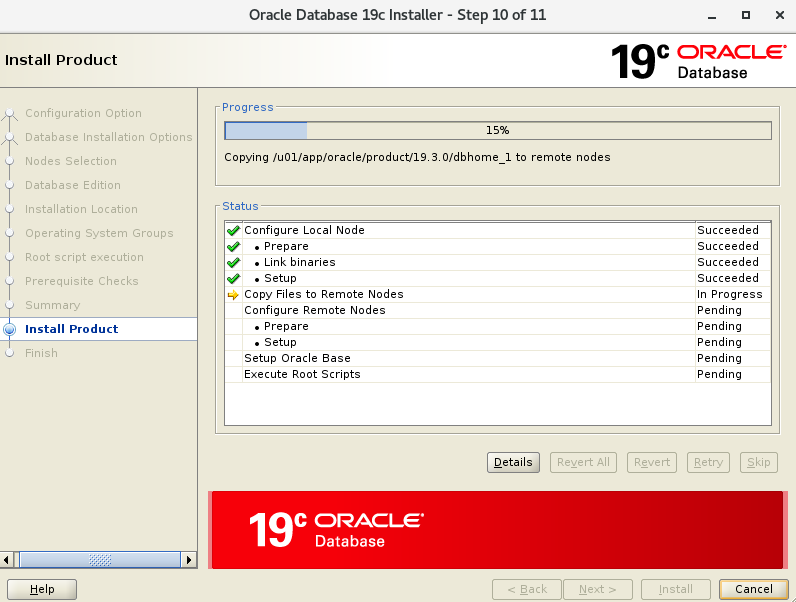 Oracle Database 19c Installer - Step 10 of 11
Install Product
19c ORACLE
Database
Configuration Option
Database Installation Options
Nodes Selection
Database Edition
Installation Location
Operating System Groups
Root script execution
Prerequisite Checks
Summary
Install Product
Finish
Progress
15%
Copying /u01/app/oracle/product/19.3.0/dbhome_1 to remote nodes
Status
Configure Local Node Succeeded
• Prepare Succeeded
• Link binaries Succeeded
• Setup Succeeded
Copy Files to Remote Nodes In Progress
Configure Remote Nodes Pending
• Prepare Pending
• Setup Pending
Setup Oracle Base Pending
Execute Root Scripts Pending
Details Revert All Revert Retry Skip
19c ORACLE
Database
Help < Back Next > Install Cancel